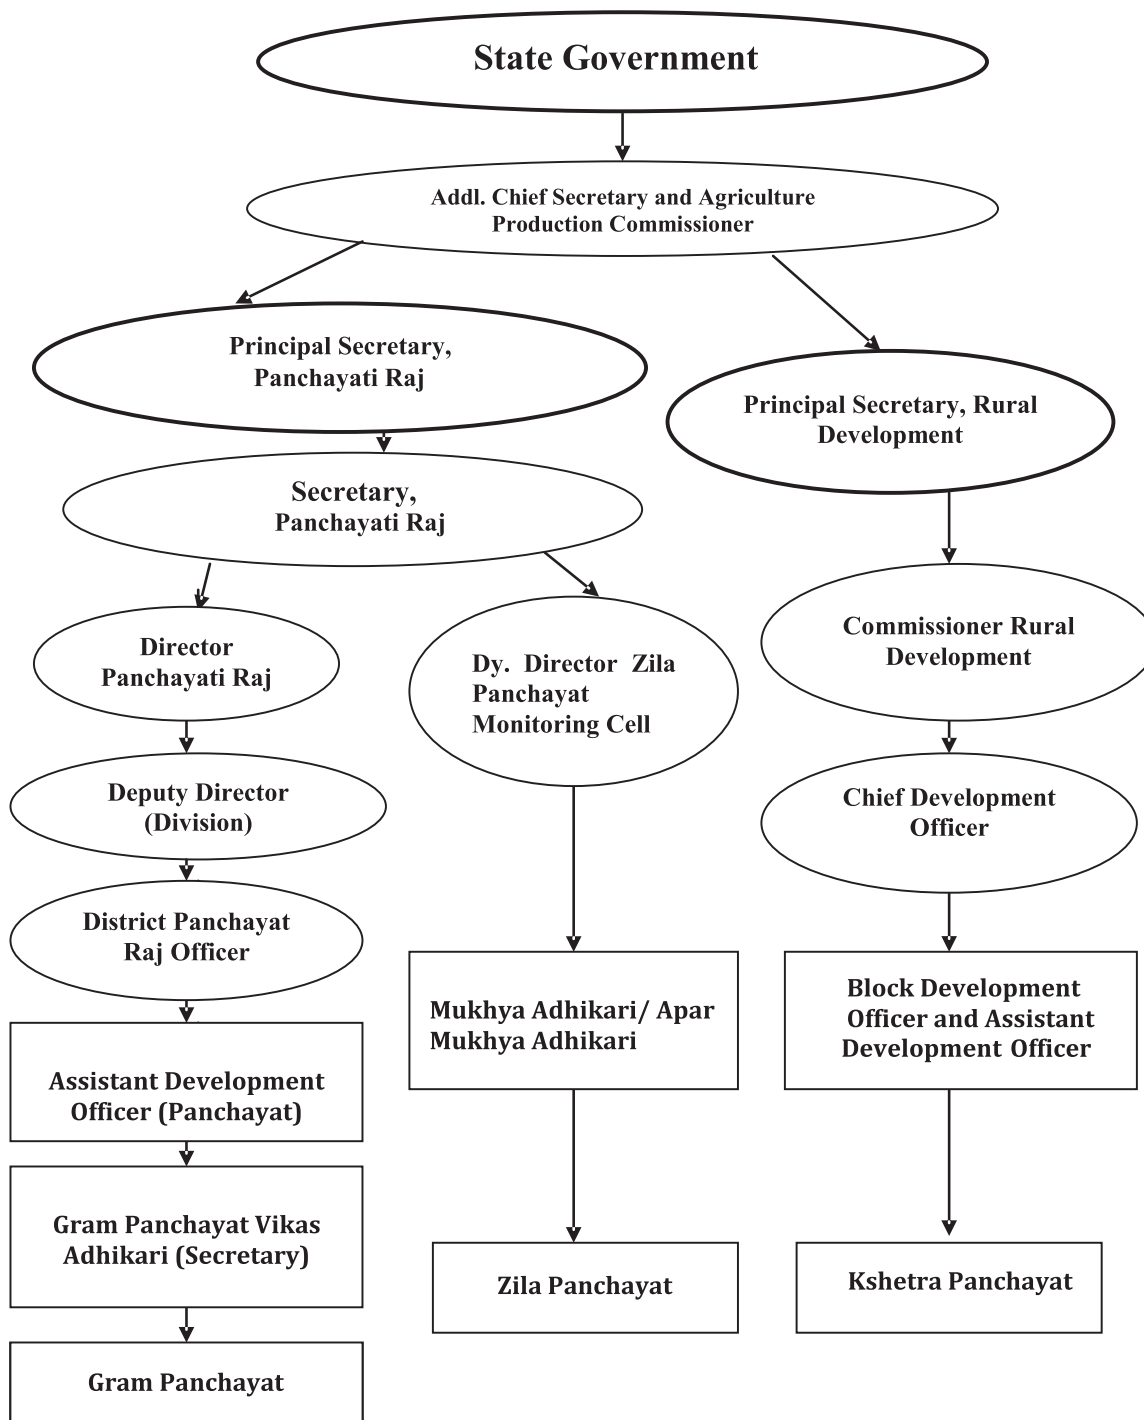 State Government
Addl. Chief Secretary and Agriculture
Production Commissioner
Principal Secretary,
Panchayati Raj
Principal Secretary, Rural
Development
Secretary,
Panchayati Raj
Director
Panchayati Raj
Dy. Director Zila
Panchayat
Monitoring Cell
Commissioner Rural
Development
Deputy Director
(Division)
Chief Development
Officer
District Panchayat
Raj Officer
Mukhya Adhikari/ Apar
Mukhya Adhikari
Block Development
Officer and Assistant
Development Officer
Assistant Development
Officer (Panchayat)
Gram Panchayat Vikas
Adhikari (Secretary)
Zila Panchayat
Kshetra Panchayat
Gram Panchayat